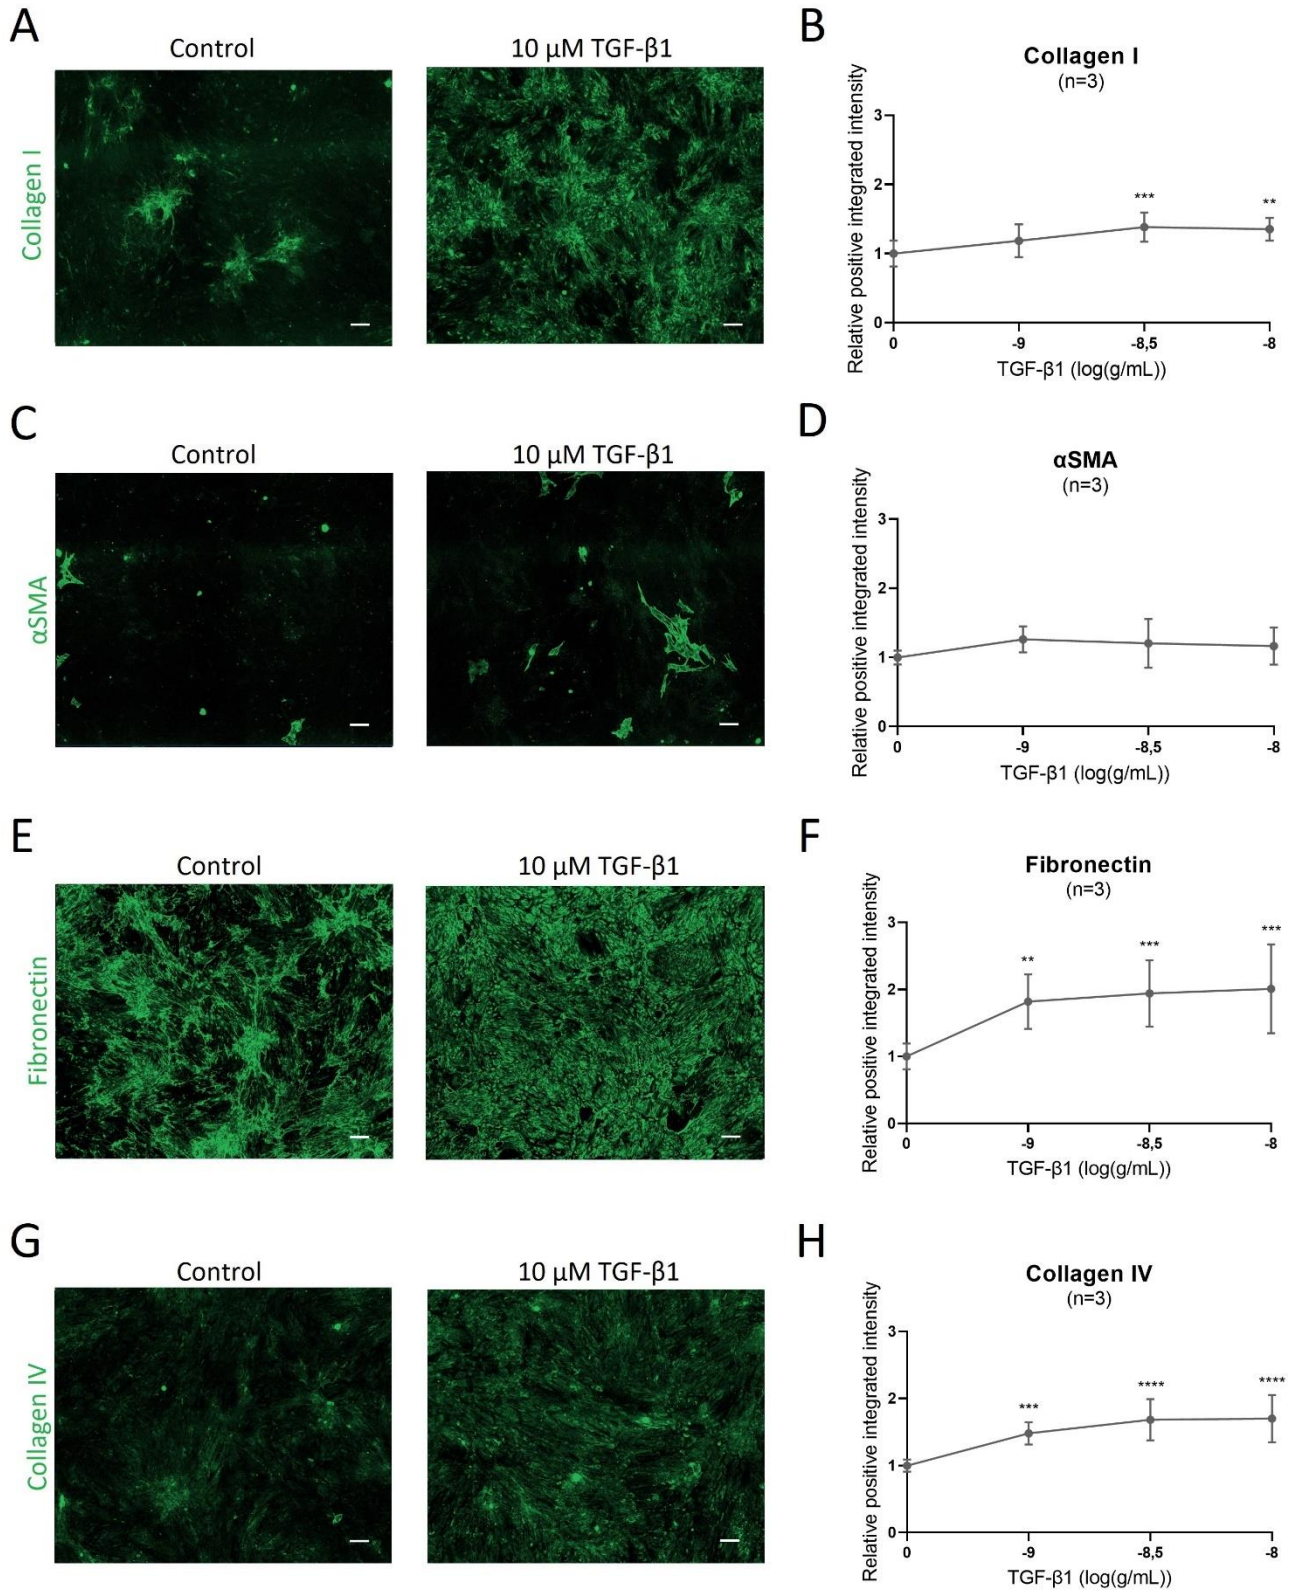 A
Control
10 μM TGF-β1
Collagen I
B
Collagen I
(n=3)
Relative positive integrated intensity
3
2
1
0
***
**
0 -9 -8,5 -8
TGF-β1 (log(g/mL))
C
Control
10 μM TGF-β1
αSMA
D
αSMA
(n=3)
Relative positive integrated intensity
3
2
1
0
0 -9 -8,5 -8
TGF-β1 (log(g/mL))
E
Control
10 μM TGF-β1
Fibronectin
F
Fibronectin
(n=3)
Relative positive integrated intensity
3
2
1
0
**
***
***
0 -9 -8,5 -8
TGF-β1 (log(g/mL))
G
Control
10 μM TGF-β1
Collagen IV
H
Collagen IV
(n=3)
Relative positive integrated intensity
3
2
1
0
***
****
****
0 -9 -8,5 -8
TGF-β1 (log(g/mL))